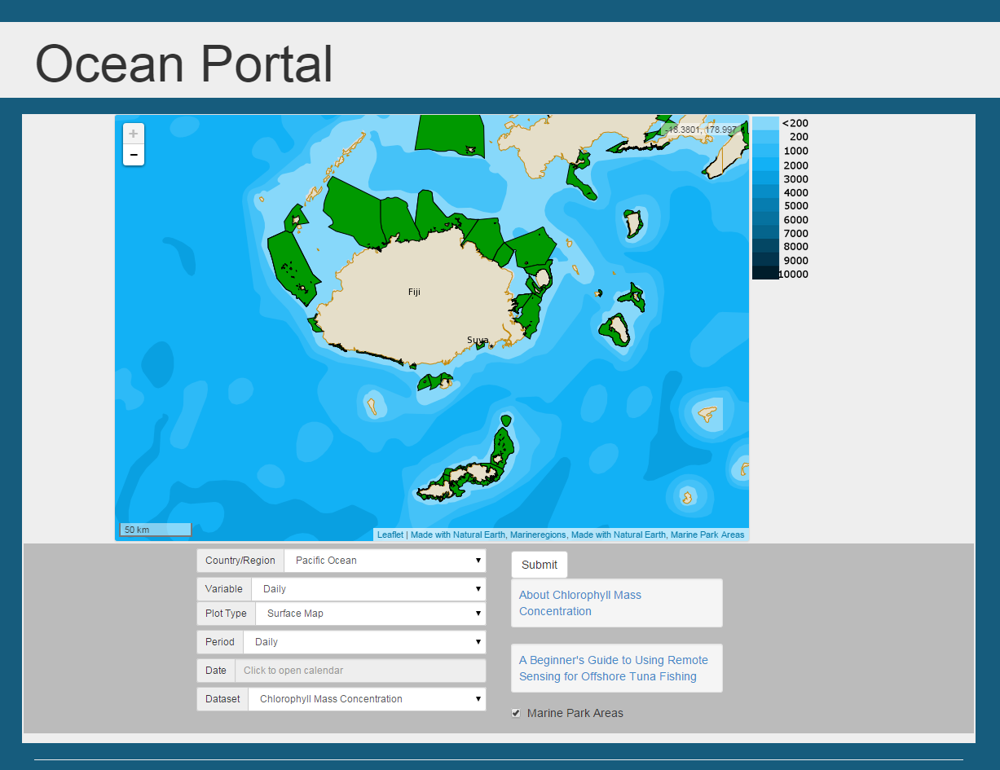 Ocean Portal
+
-18.3801, 178.997
−
<200
200
1000
2000
3000
4000
5000
6000
7000
8000
9000
10000
Fiji
Suva
50 km
Leaflet | Made with Natural Earth, Marineregions, Made with Natural Earth, Marine Park Areas
Country/Region Pacific Ocean
Variable Daily
Plot Type Surface Map
Period Daily
Date Click to open calendar
Dataset Chlorophyll Mass Concentration
Submit
About Chlorophyll Mass
Concentration
A Beginner's Guide to Using Remote
Sensing for Offshore Tuna Fishing
Marine Park Areas